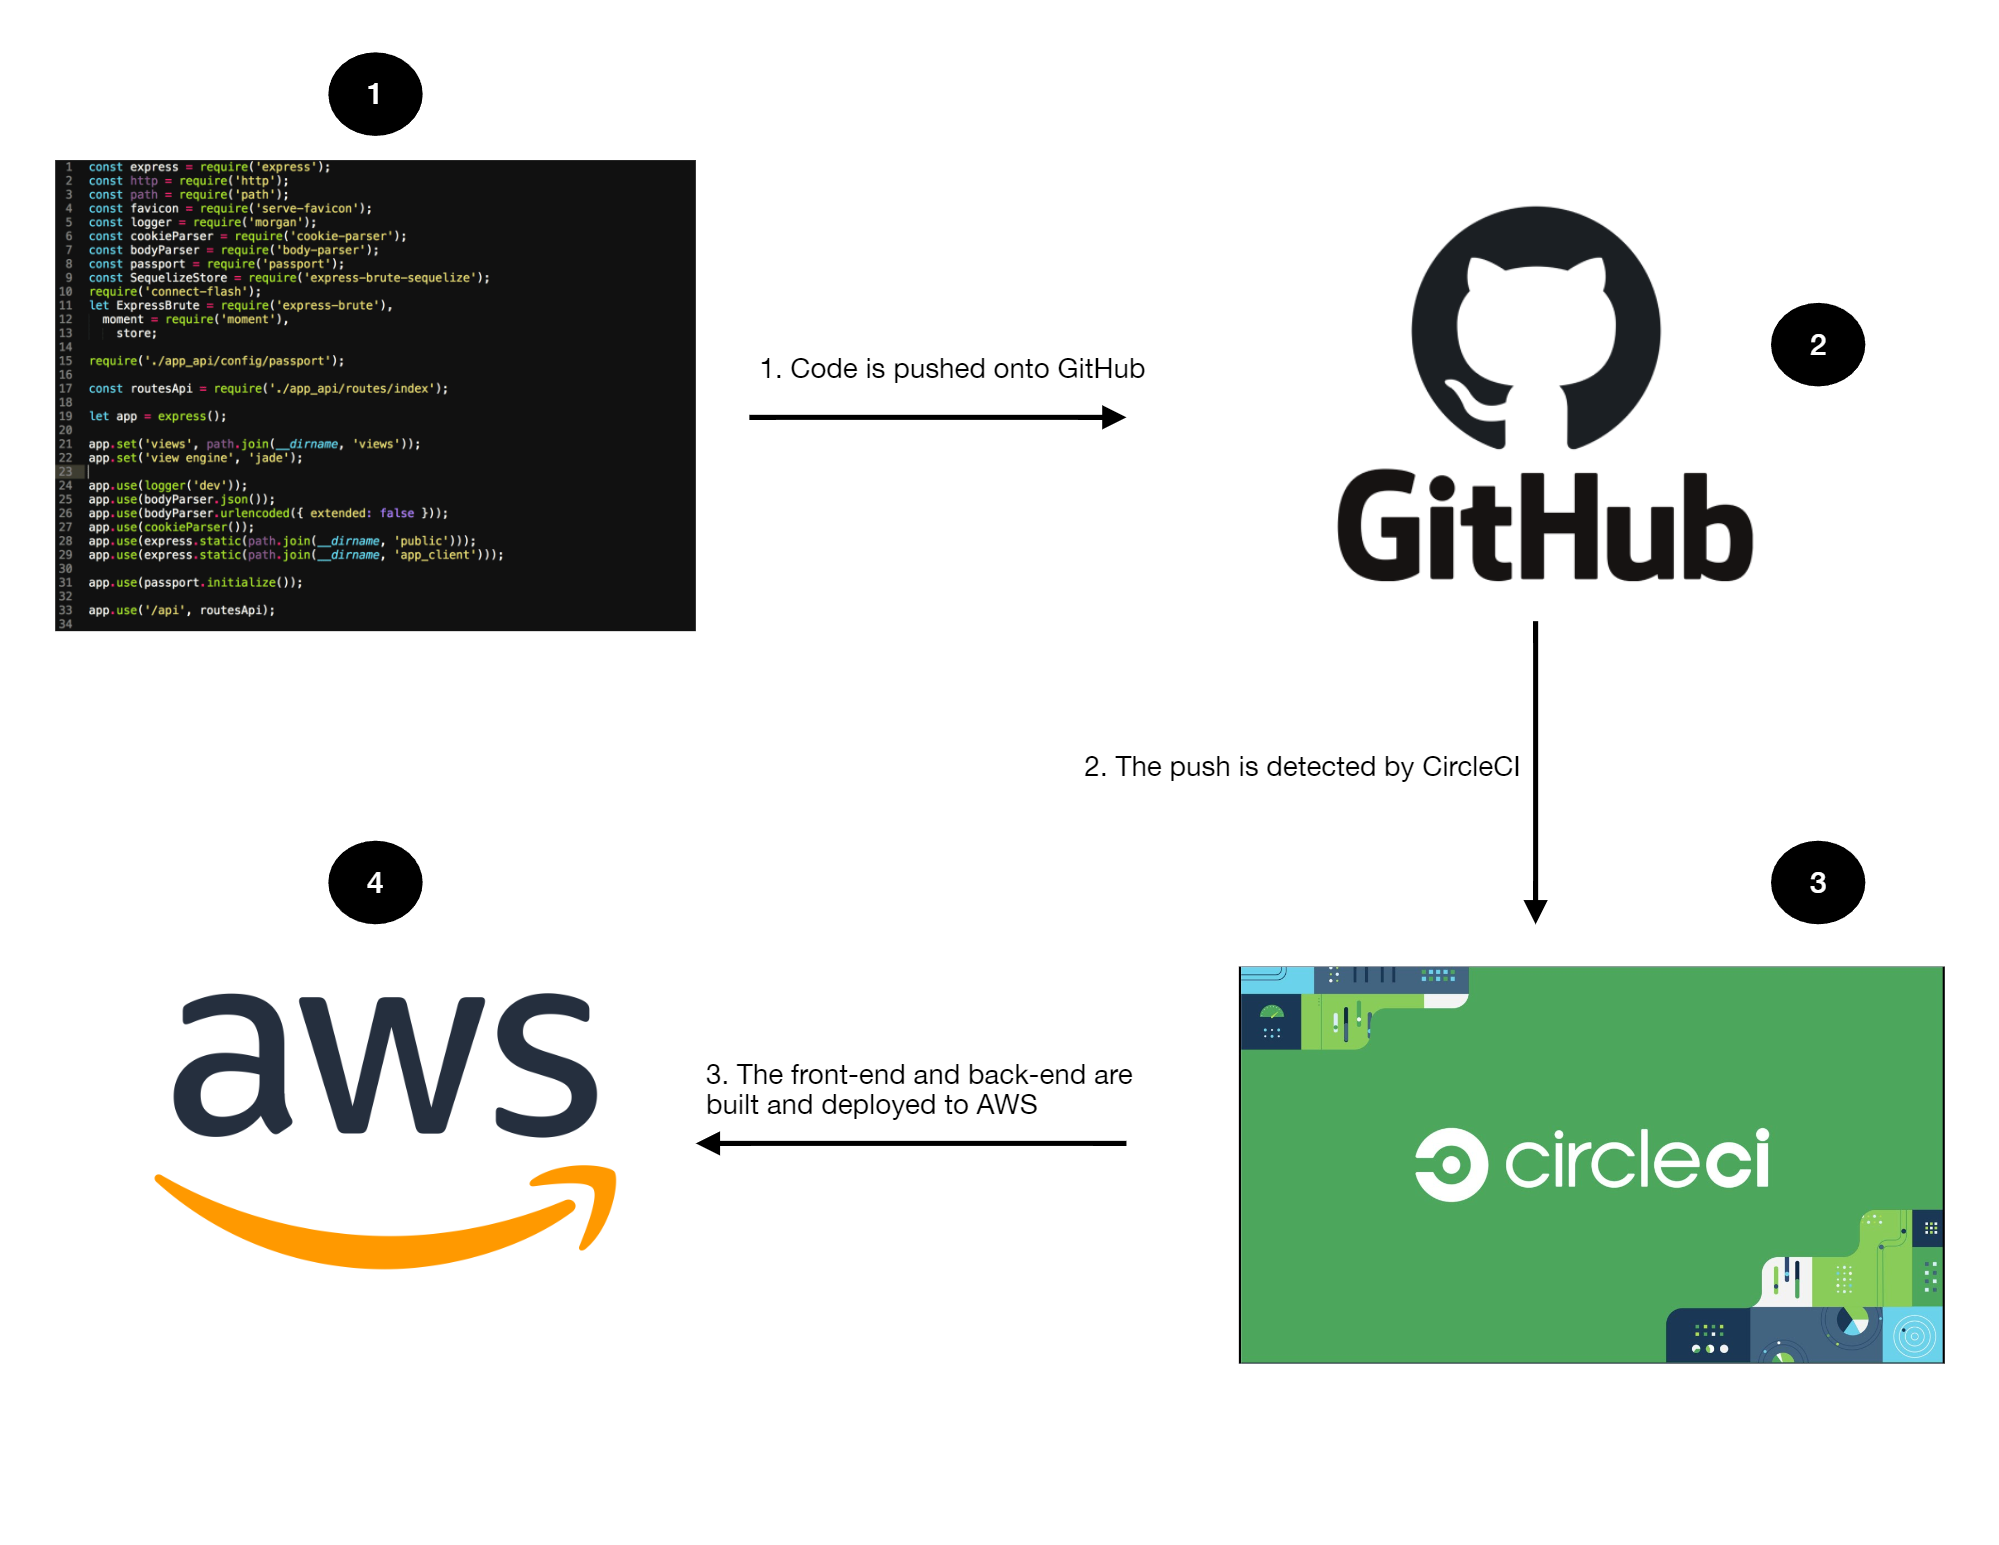 1
1 const express = require('express');
2 const http = require('http');
3 const path = require('path');
4 const favicon = require('serve-favicon');
5 const logger = require('morgan');
6 const cookieParser = require('cookie-parser');
7 const bodyParser = require('body-parser');
8 const passport = require('passport');
9 const SequelizeStore = require('express-brute-sequelize');
10 require('connect-flash');
11 let ExpressBrute = require('express-brute'),
12 moment = require('moment'),
13 store;
14
15 require('./app_api/config/passport');
16
17 const routesApi = require('./app_api/routes/index');
18
19 let app = express();
20
21 app.set('views', path.join(__dirname, 'views'));
22 app.set('view engine', 'jade');
23
24 app.use(logger('dev'));
25 app.use(bodyParser.json());
26 app.use(bodyParser.urlencoded({ extended: false }));
27 app.use(cookieParser());
28 app.use(express.static(path.join(__dirname, 'public')));
29 app.use(express.static(path.join(__dirname, 'app_client')));
30
31 app.use(passport.initialize());
32
33 app.use('/api', routesApi);
34
1. Code is pushed onto GitHub
2
GitHub
2. The push is detected by CircleCI
3
circleci
3. The front-end and back-end are
built and deployed to AWS
4
aws